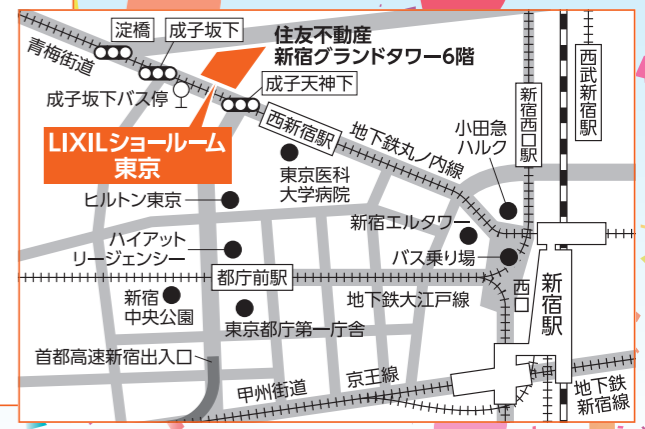 淀橋
成子坂下
青梅街道
住友不動産
新宿グランドタワー6階
成子坂下バス停
成子天神下
LIXILショールーム
東京
西新宿駅
地下鉄丸ノ内線
小田急
ハルク
新宿西口駅
西武新宿駅
東京医科
大学病院
ヒルトン東京
新宿エルタワー
ハイアット
リージェンシー
バス乗り場
都庁前駅
地下鉄大江戸線
西口
新宿駅
新宿
中央公園
東京都庁第一庁舎
首都高速新宿出入口
甲州街道
京王線
地下鉄
新宿線